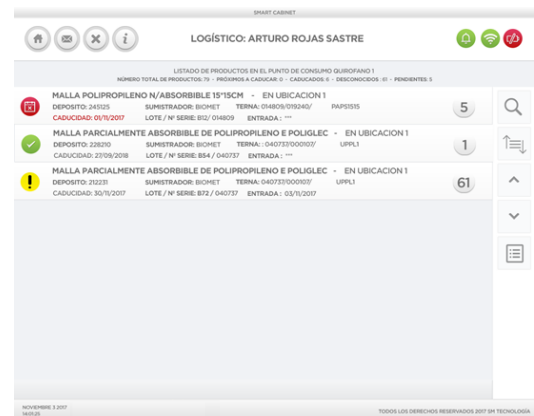 SMART CABINET
LOGÍSTICO: ARTURO ROJAS SASTRE
LISTADO DE PRODUCTOS EN EL PUNTO DE CONSUMO QUIROFANO 1
NÚMERO TOTAL DE PRODUCTOS: 79 - PRÓXIMOS A CADUCAR: 0 - CADUCADOS 6 - DESCONOCIDOS : 61 - PENDIENTES: 5
MALLA POLIPROPILENO N/ABSORBIBLE 15*15CM - EN UBICACION 1
DEPOSITO: 245125 SUMISTRADOR: BIOMET TERNA: 014809/019240/ PAPS1515
CADUCIDAD: 01/11/2017 LOTE / Nº SERIE: B12/ 014809 ENTRADA : ---
5
MALLA PARCIALMENTE ABSORBIBLE DE POLIPROPILENO E POLIGLEC - EN UBICACION 1
DEPOSITO: 228210 SUMISTRADOR: BIOMET TERNA: : 040737/000107/ UPPL1
CADUCIDAD: 27/09/2018 LOTE / Nº SERIE: B54 / 040737 ENTRADA : ---
1
MALLA PARCIALMENTE ABSORBIBLE DE POLIPROPILENO E POLIGLEC - EN UBICACION 1
DEPOSITO: 212231 SUMISTRADOR: BIOMET TERNA: 040737/000107/ UPPL1
CADUCIDAD: 30/11/2017 LOTE / Nº SERIE: B72 / 040737 ENTRADA : 03/11/2017
61
NOVIEMBRE 3 2017
14:01:25
TODOS LOS DERECHOS RESERVADOS 2017 SM TECNOLOGÍA